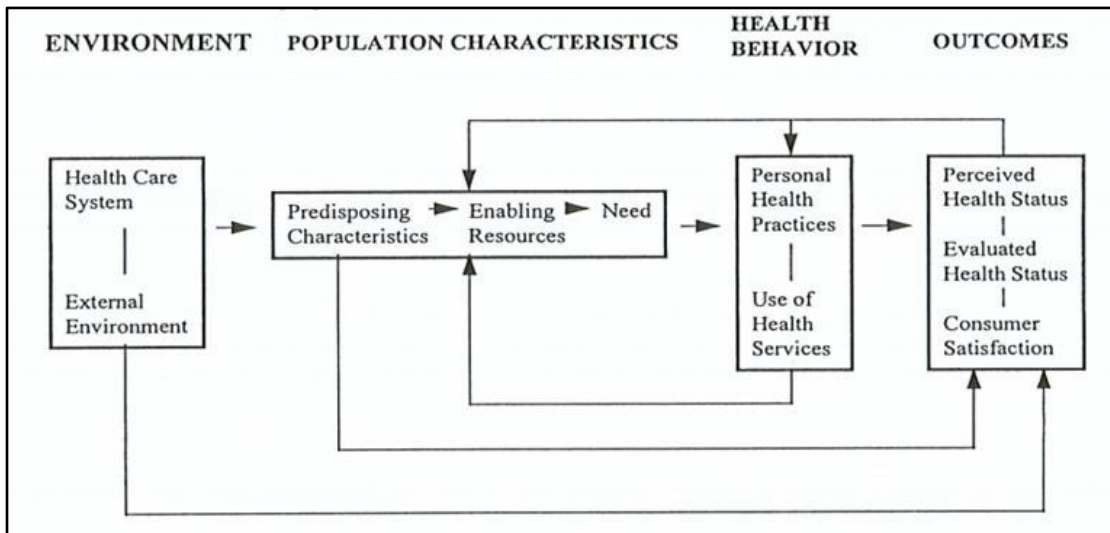 ENVIRONMENT
POPULATION CHARACTERISTICS
HEALTH
BEHAVIOR
OUTCOMES
Health Care
System
External
Environment
Predisposing
Characteristics
Enabling
Resources
Need
Personal
Health
Practices
Use of
Health
Services
Perceived
Health Status
Evaluated
Health Status
Consumer
Satisfaction